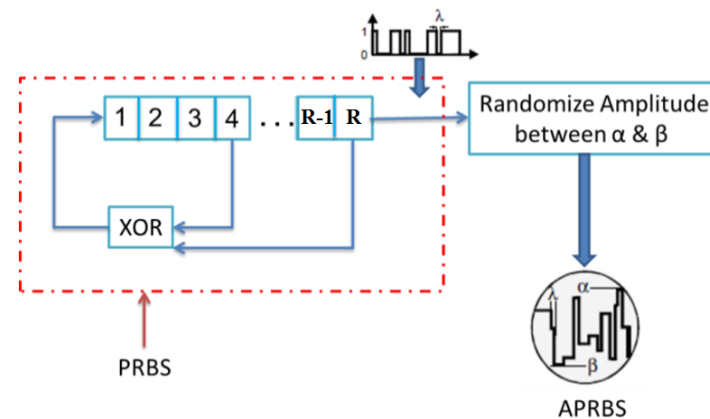 λ
1
0
1 2 3 4 ... R-1 R
Randomize Amplitude
between α & β
XOR
α
λ
β
PRBS
APRBS